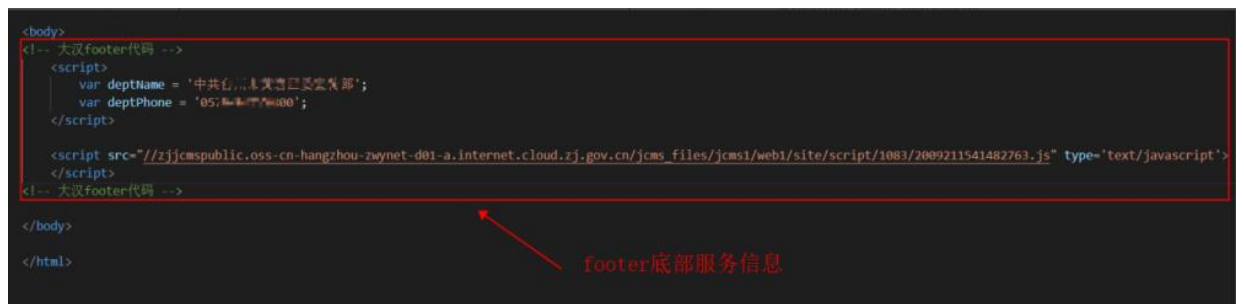 <body>
<!-- 大汉footer代码 -->
<script>
var deptName = '中共 部';
var deptPhone = '057 00';
</script>
<script src="//zjjcmspublic.oss-cn-hangzhou-zwynet-d01-a.internet.cloud.zj.gov.cn/jcms_files/jcms1/web1/site/script/1083/2009211541482763.js" type='text/javascript'>
</script>
<!-- 大汉footer代码 -->
</body>
</html>
footer底部服务信息